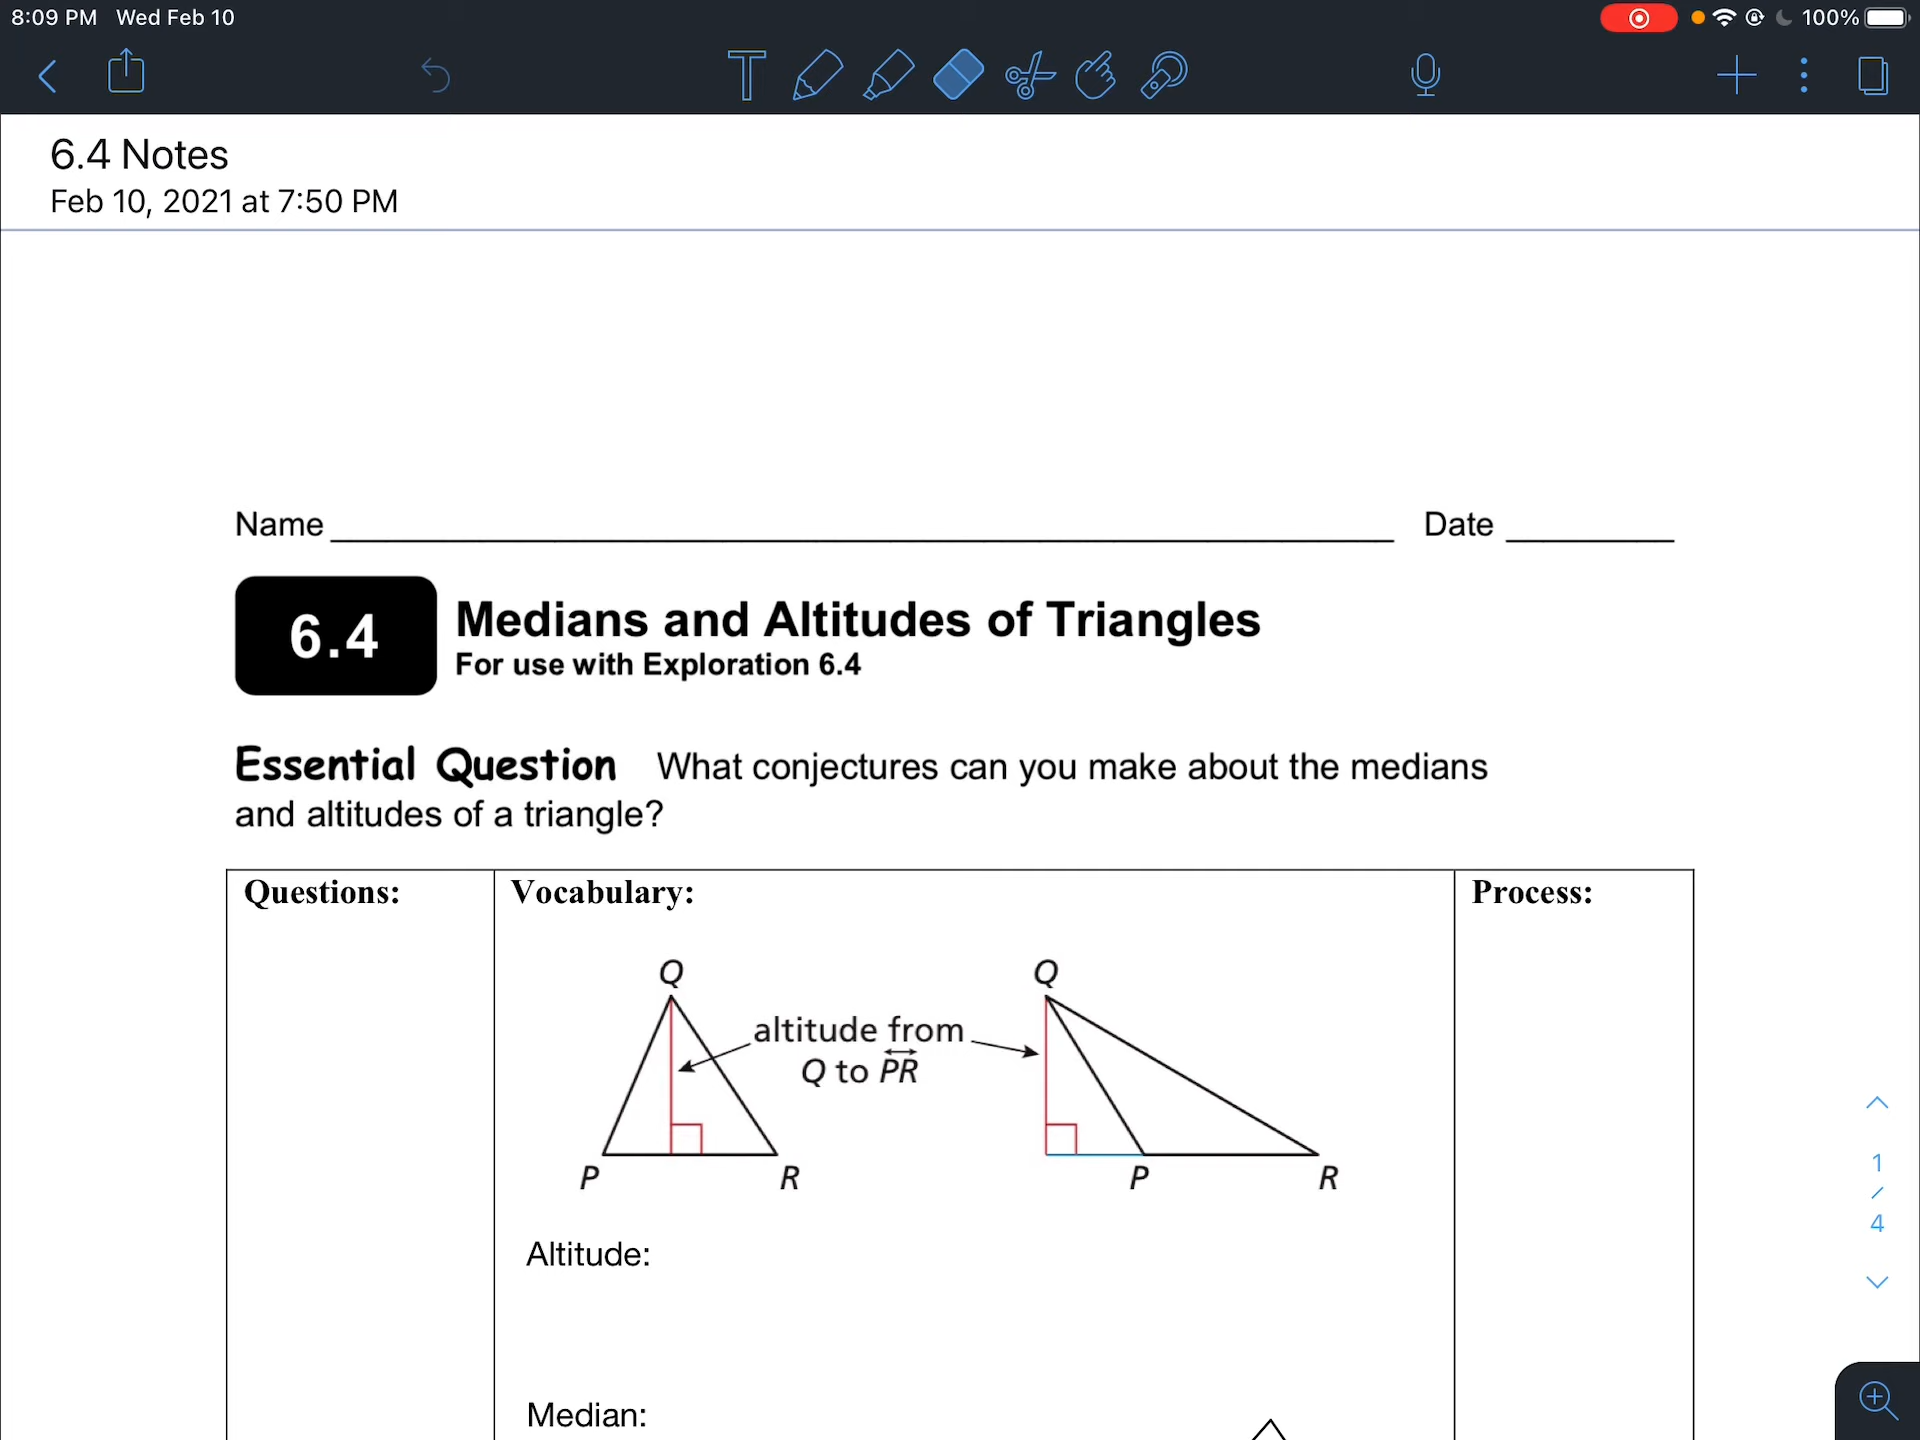 8:09 PM Wed Feb 10
100%
6.4 Notes
Feb 10, 2021 at 7:50 PM
Name Date
6.4
Medians and Altitudes of Triangles
For use with Exploration 6.4
Essential Question What conjectures can you make about the medians
and altitudes of a triangle?
Questions:
Vocabulary:
Process:
Q
Q
altitude from
Q to PR
P
R
P
R
Altitude:
Median:
1
/
4